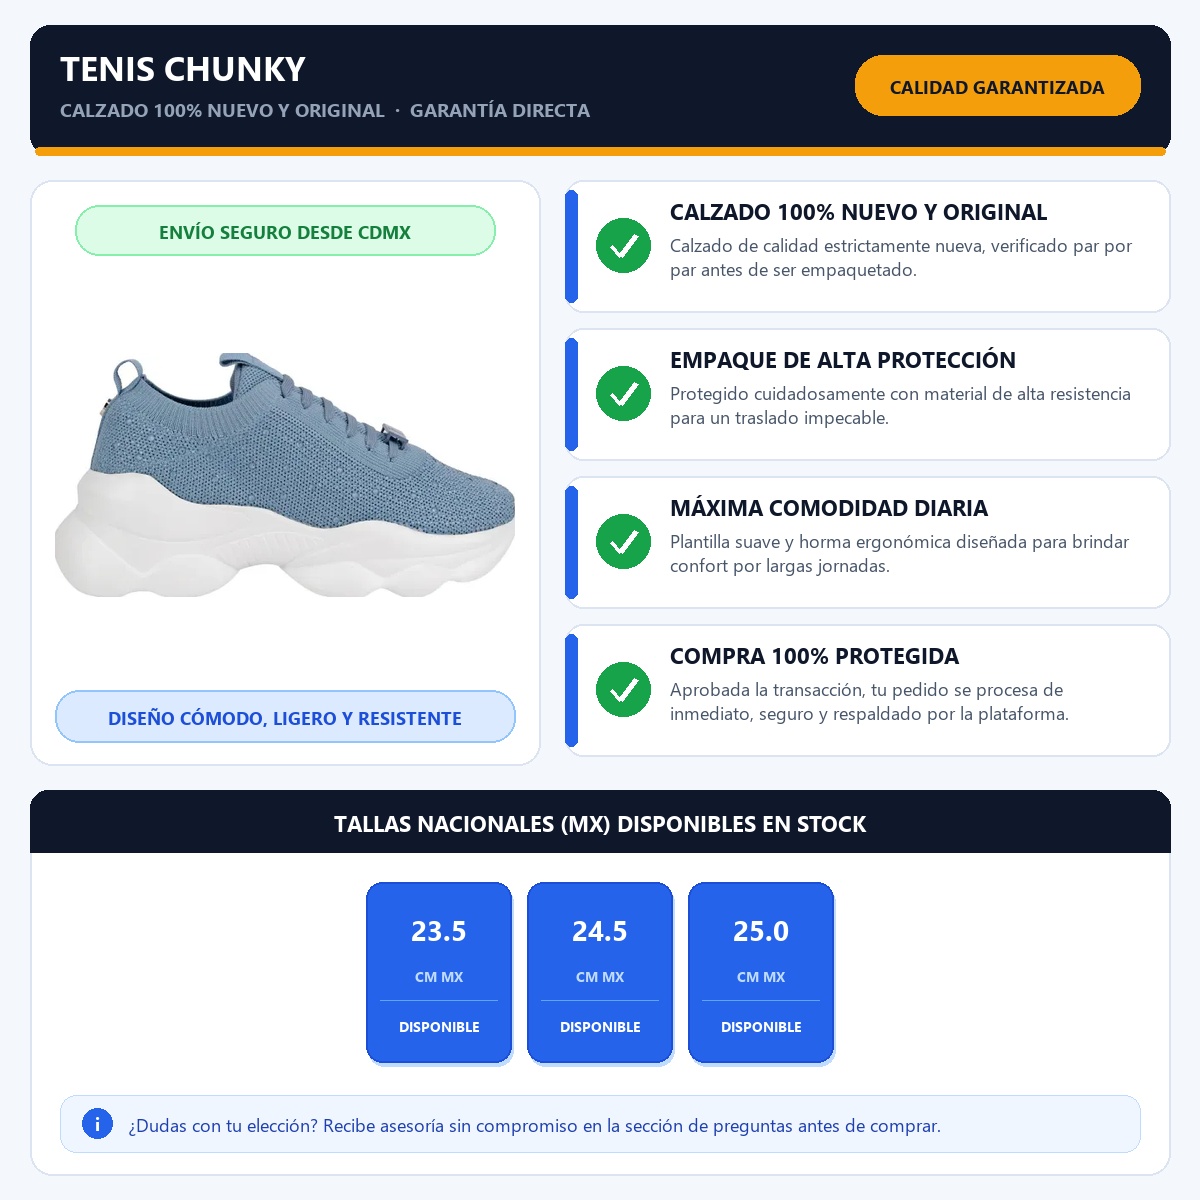 TENIS CHUNKY
CALZADO 100% NUEVO Y ORIGINAL · GARANTÍA DIRECTA
CALIDAD GARANTIZADA
ENVÍO SEGURO DESDE CDMX
DISEÑO CÓMODO, LIGERO Y RESISTENTE
CALZADO 100% NUEVO Y ORIGINAL
Calzado de calidad estrictamente nueva, verificado par por
par antes de ser empaquetado.
EMPAQUE DE ALTA PROTECCIÓN
Protegido cuidadosamente con material de alta resistencia
para un traslado impecable.
MÁXIMA COMODIDAD DIARIA
Plantilla suave y horma ergonómica diseñada para brindar
confort por largas jornadas.
COMPRA 100% PROTEGIDA
Aprobada la transacción, tu pedido se procesa de
inmediato, seguro y respaldado por la plataforma.
TALLAS NACIONALES (MX) DISPONIBLES EN STOCK
23.5
CM MX
DISPONIBLE
24.5
CM MX
DISPONIBLE
25.0
CM MX
DISPONIBLE
¿Dudas con tu elección? Recibe asesoría sin compromiso en la sección de preguntas antes de comprar.